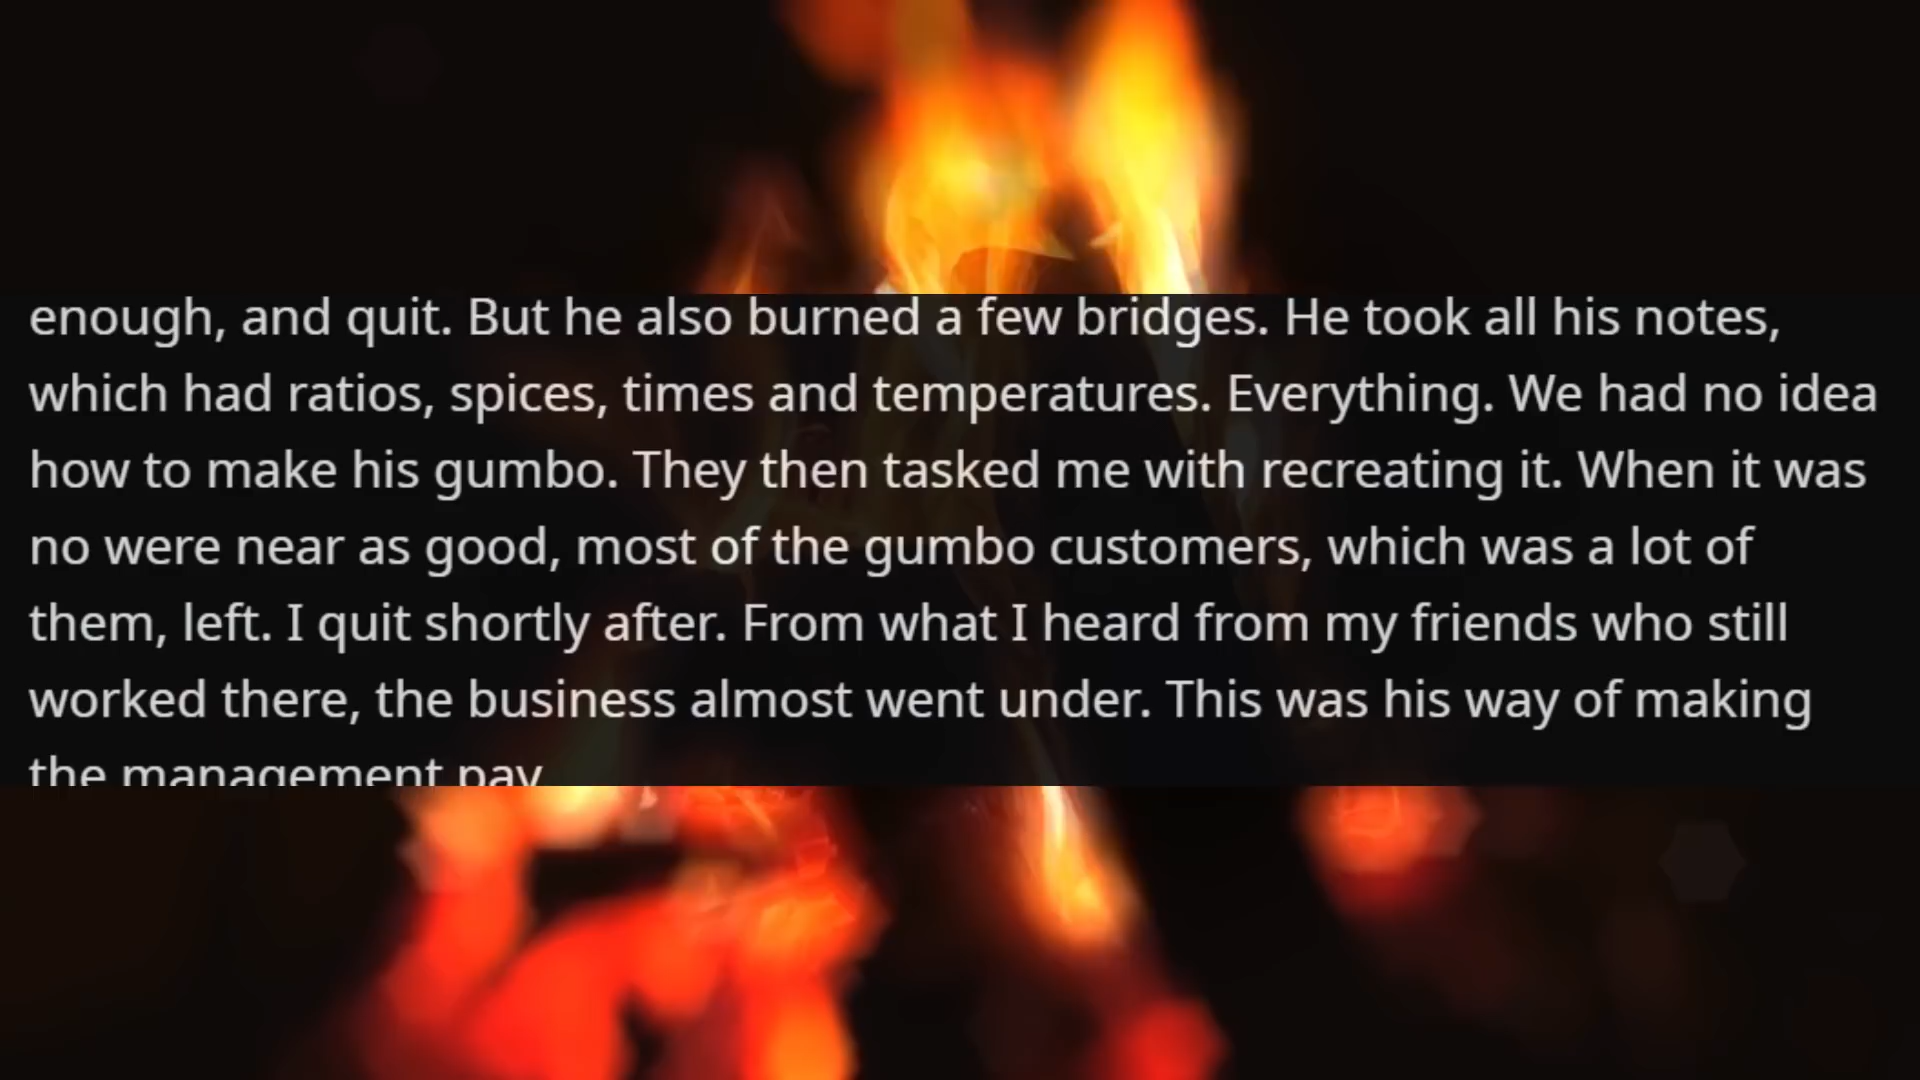 enough, and quit. But he also burned a few bridges. He took all his notes,
which had ratios, spices, times and temperatures. Everything. We had no idea
how to make his gumbo. They then tasked me with recreating it. When it was
no were near as good, most of the gumbo customers, which was a lot of
them, left. I quit shortly after. From what I heard from my friends who still
worked there, the business almost went under. This was his way of making
the management pay